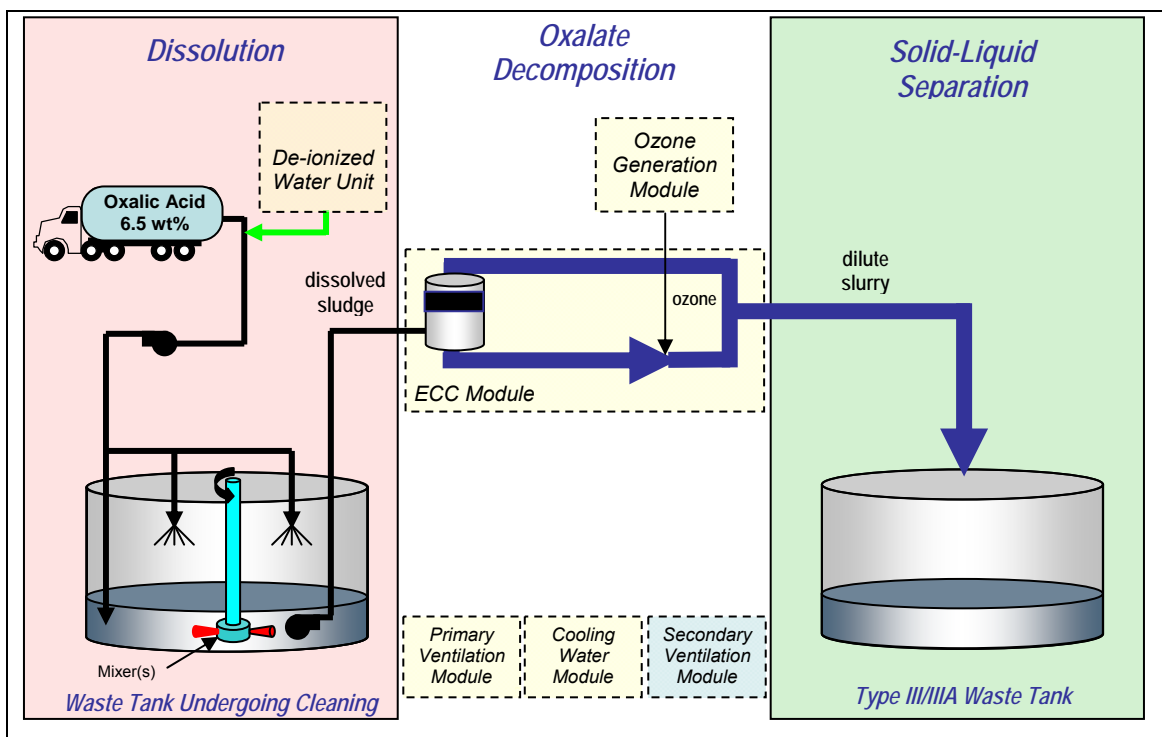 Dissolution
De-ionized
Water Unit
Oxalic Acid
6.5 wt%
dissolved
sludge
Mixer(s)
Waste Tank Undergoing Cleaning
Oxalate
Decomposition
Ozone
Generation
Module
ozone
ECC Module
Primary
Ventilation
Module
Cooling
Water
Module
Secondary
Ventilation
Module
Solid-Liquid
Separation
dilute
slurry
Type III/IIIA Waste Tank